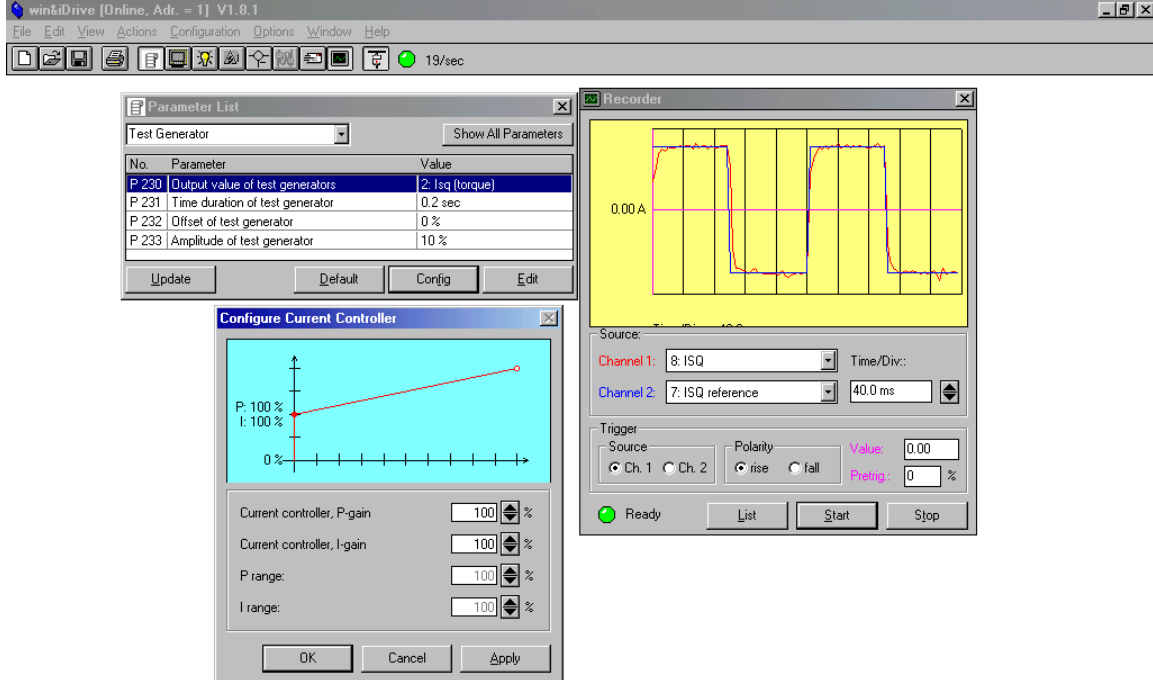 win&iDrive [Online, Adr. = 1] V1.8.1
File Edit View Actions Configuration Options Window Help
19/sec
Parameter List
Test Generator
Show All Parameters
No. Parameter Value
P 230 Output value of test generators 2: Isq (torque)
P 231 Time duration of test generator 0.2 sec
P 232 Offset of test generator 0 %
P 233 Amplitude of test generator 10 %
Update Default Config Edit
Configure Current Controller
P: 100 %
I: 100 %
0 %
Current controller, P-gain 100 %
Current controller, I-gain 100 %
P range: 100 %
I range: 100 %
OK Cancel Apply
Recorder
0.00 A
Source:
Channel 1: 8: ISQ Time/Div::
Channel 2: 7: ISQ reference 40.0 ms
Trigger
Source Polarity Value: 0.00
Ch. 1 Ch. 2 rise fall Pretrig.: 0 %
Ready List Start Stop